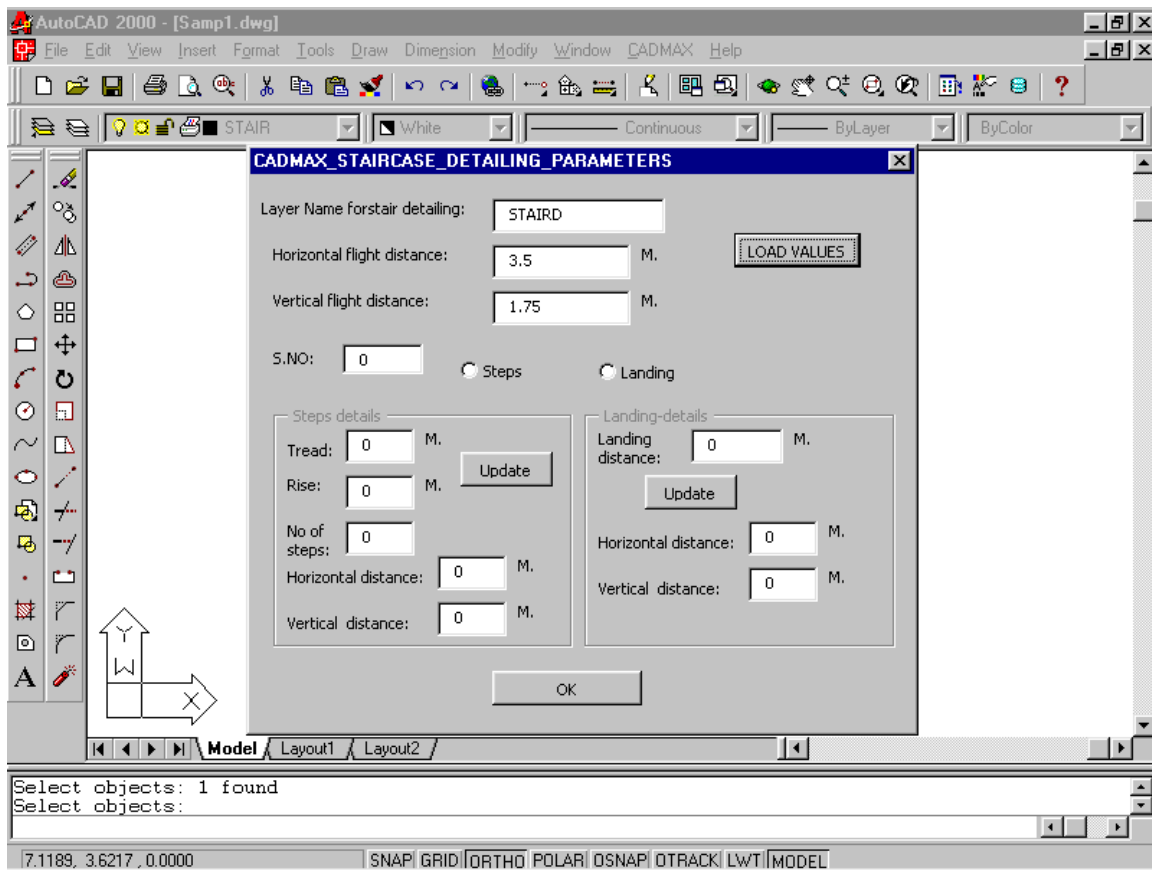 AutoCAD 2000 - [Samp1.dwg]
File Edit View Insert Format Tools Draw Dimension Modify Window CADMAX Help
STAIR White Continuous ByLayer ByColor
CADMAX_STAIRCASE_DETAILING_PARAMETERS
Layer Name forstair detailing: STAIRD
Horizontal flight distance: 3.5 M. LOAD VALUES
Vertical flight distance: 1.75 M.
S.NO: 0 Steps Landing
Steps details
Tread: 0 M.
Update
Rise: 0 M.
No of
steps: 0
Horizontal distance: 0 M.
Vertical distance: 0 M.
Landing-details
Landing
distance: 0 M.
Update
Horizontal distance: 0 M.
Vertical distance: 0 M.
OK
A
Y
W
X
Model Layout1 Layout2
Select objects: 1 found
Select objects:
7.1189, 3.6217 , 0.0000 SNAP GRID ORTHO POLAR OSNAP OTRACK LWT MODEL